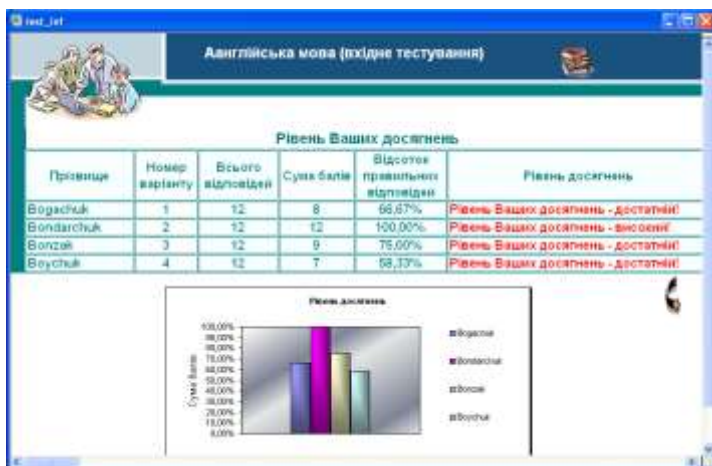 test_inf
Аанглійська мова (вхідне тестування)
Рівень Ваших досягнень
Прізвище Номер варіанту Всього відповідей Сума балів Відсоток правильних відповідей Рівень досягнень
Bogachuk 1 12 8 66,67% Рівень Ваших досягнень - достатній!
Bondarchuk 2 12 12 100,00% Рівень Ваших досягнень - високий!
Bonzak 3 12 9 75,00% Рівень Ваших досягнень - достатній!
Boychuk 4 12 7 58,33% Рівень Ваших досягнень - достатній!
Рівень досягнень
Сума балів
100,00%
90,00%
80,00%
70,00%
60,00%
50,00%
40,00%
30,00%
20,00%
10,00%
0,00%
Bogachuk
Bondarchuk
Bonzak
Boychuk